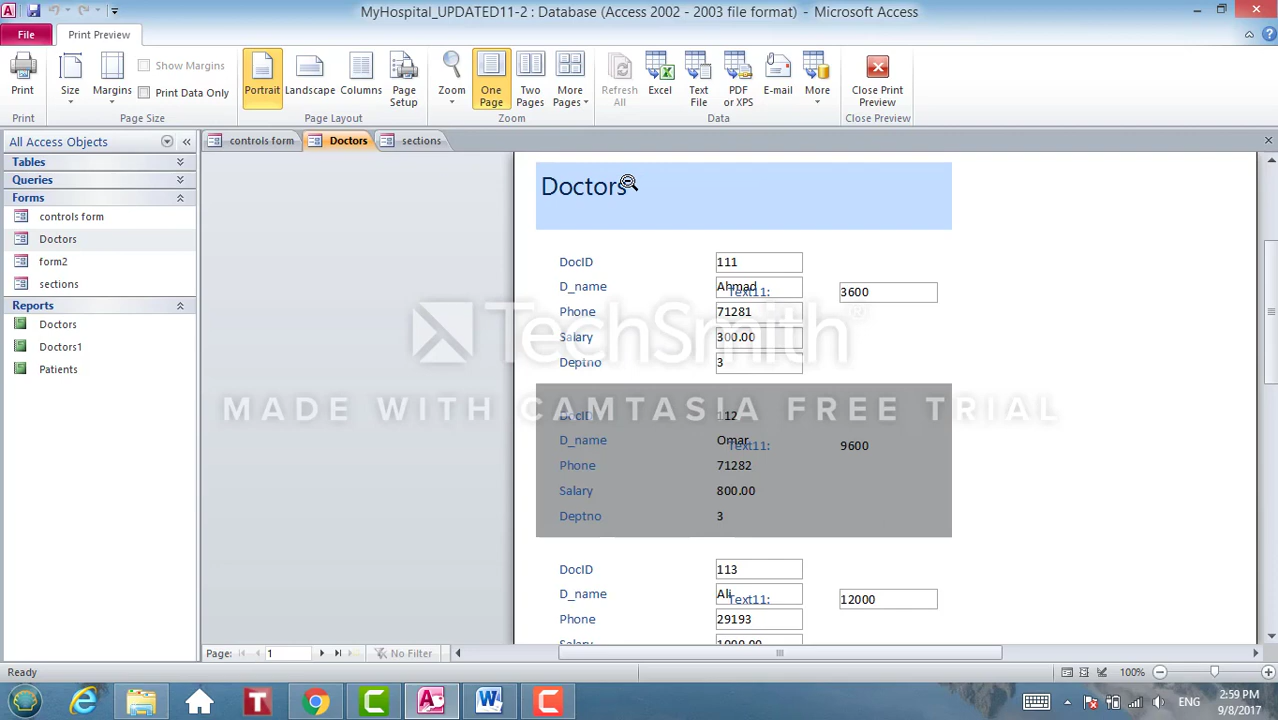 MyHospital_UPDATED11-2 : Database (Access 2002 - 2003 file format) - Microsoft Access
File
Print Preview
Print
Size
Margins
Show Margins
Print Data Only
Portrait
Landscape
Columns
Page Setup
Zoom
One Page
Two Pages
More Pages
Refresh All
Excel
Text File
PDF or XPS
E-mail
More
Close Print Preview
Print
Page Size
Page Layout
Zoom
Data
Close Preview
All Access Objects
Tables
Queries
Forms
controls form
Doctors
form2
sections
Reports
Doctors
Doctors1
Patients
controls form
Doctors
sections
Doctors
DocID 111
D_name Ahmad
Text11: 3600
Phone 71281
Salary 300.00
Deptno 3
TechSmith
MADE WITH CAMTASIA FREE TRIAL
DocID 112
D_name Omar
Text11: 9600
Phone 71282
Salary 800.00
Deptno 3
DocID 113
D_name Ali
Text11: 12000
Phone 29193
Salary 1000.00
Page: 1
No Filter
Ready
100%
ENG
2:59 PM
9/8/2017